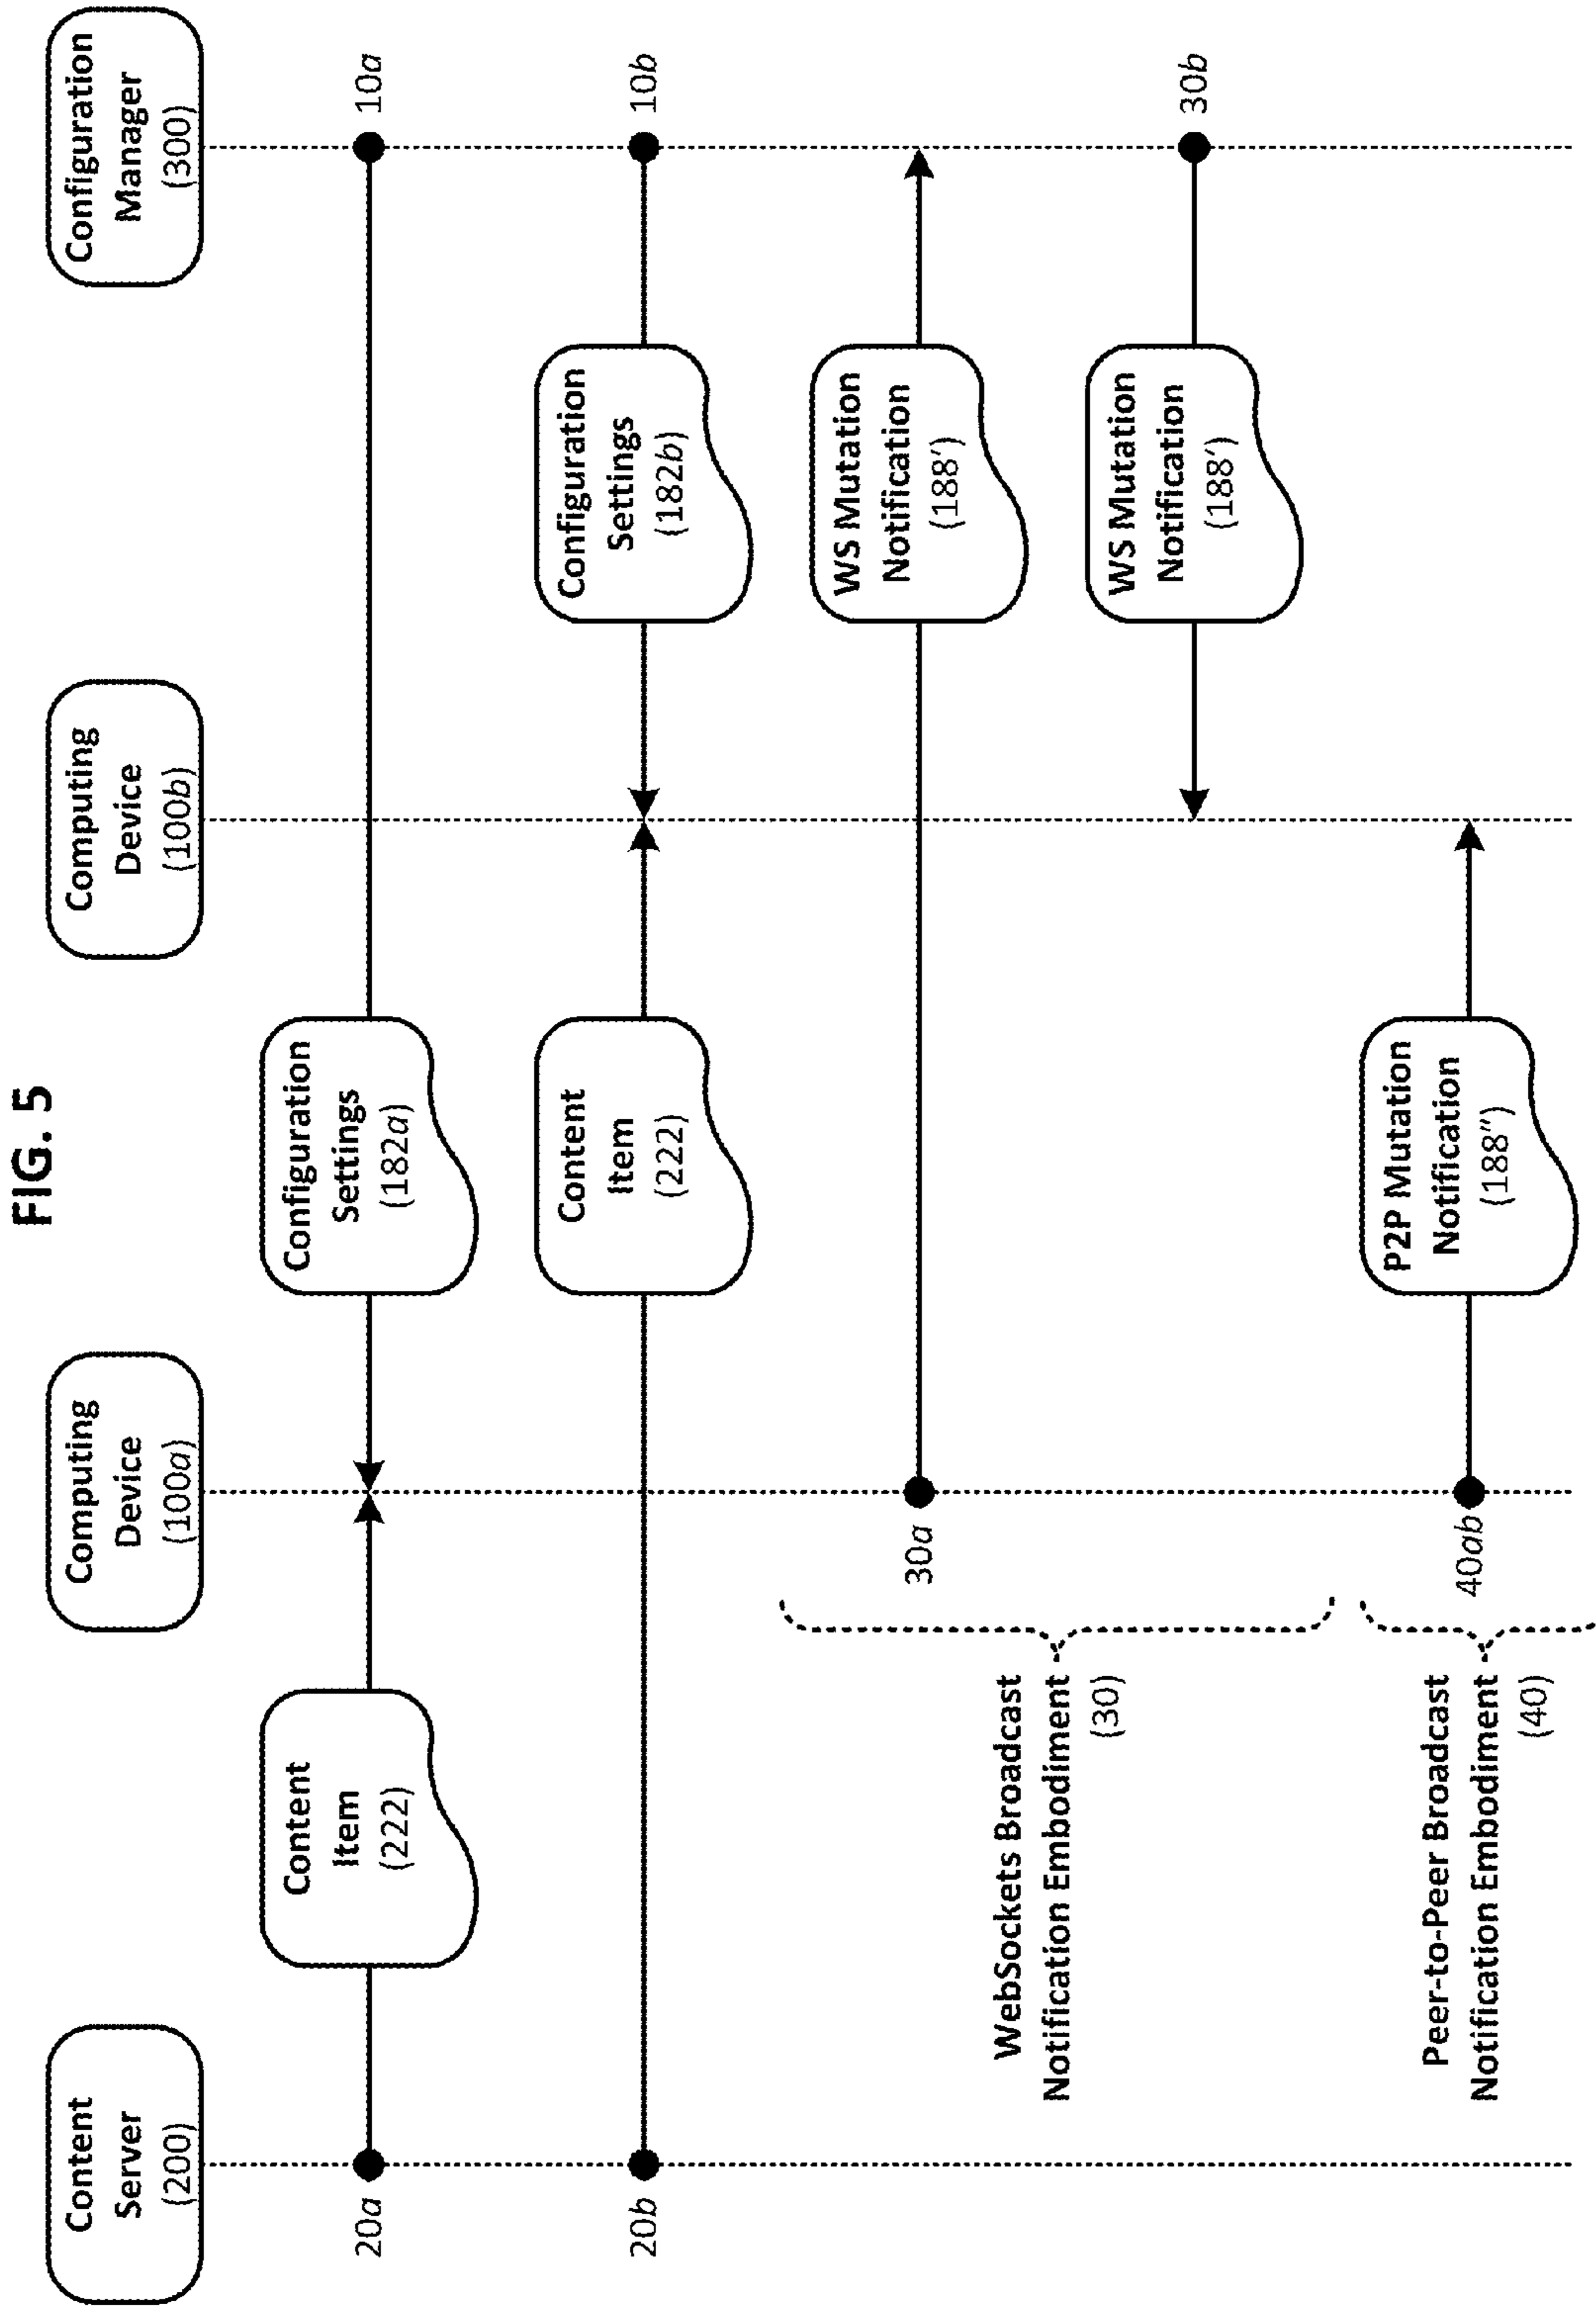 FIG. 5
Content
Server
(200)
Computing
Device
(100a)
Computing
Device
(100b)
Configuration
Manager
(300)
20a
Content
Item
(222)
Configuration
Settings
(182a)
10a
20b
Content
Item
(222)
Configuration
Settings
(182b)
10b
30a
WS Mutation
Notification
(188′)
WebSockets Broadcast
Notification Embodiment
(30)
WS Mutation
Notification
(188′)
30b
Peer-to-Peer Broadcast
Notification Embodiment
(40)
40ab
P2P Mutation
Notification
(188″)